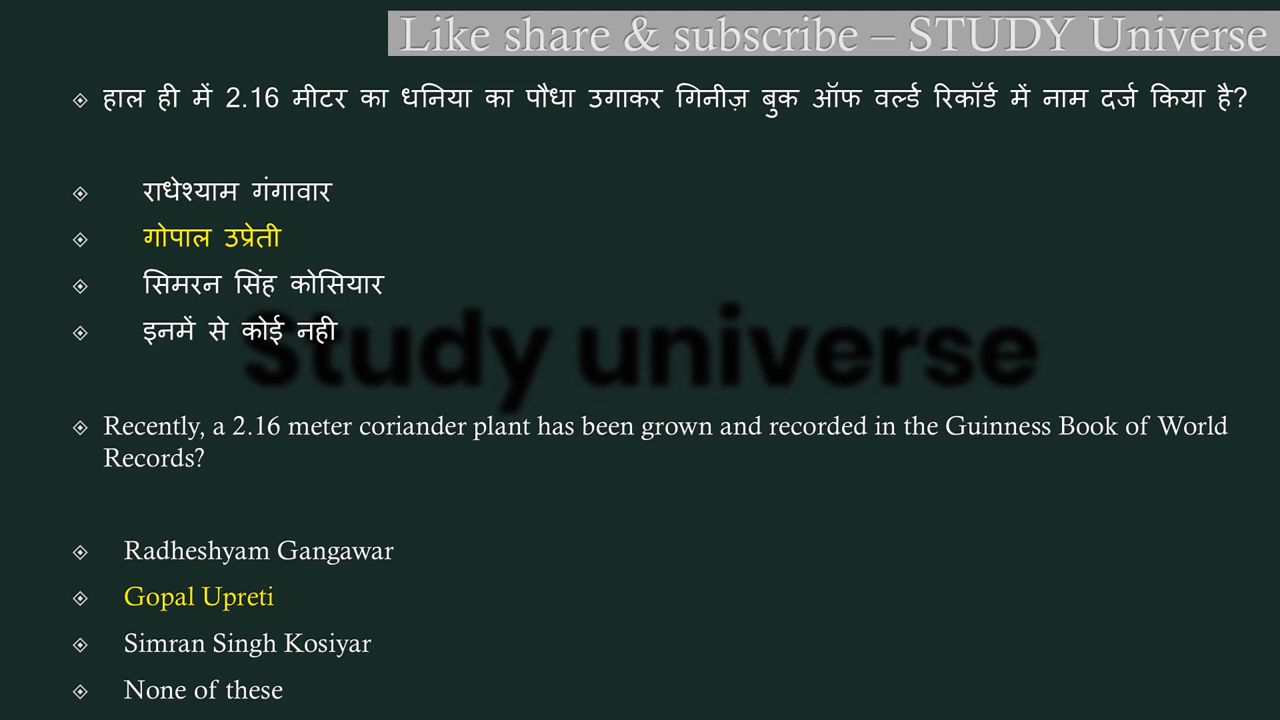 Like share & subscribe – STUDY Universe
हाल ही में 2.16 मीटर का धनिया का पौधा उगाकर गिनीज़ बुक ऑफ वर्ल्ड रिकॉर्ड में नाम दर्ज किया है?
राधेश्याम गंगावार
गोपाल उप्रेती
सिमरन सिंह कोसियार
इनमें से कोई नही
Study universe
Recently, a 2.16 meter coriander plant has been grown and recorded in the Guinness Book of World
Records?
Radheshyam Gangawar
Gopal Upreti
Simran Singh Kosiyar
None of these